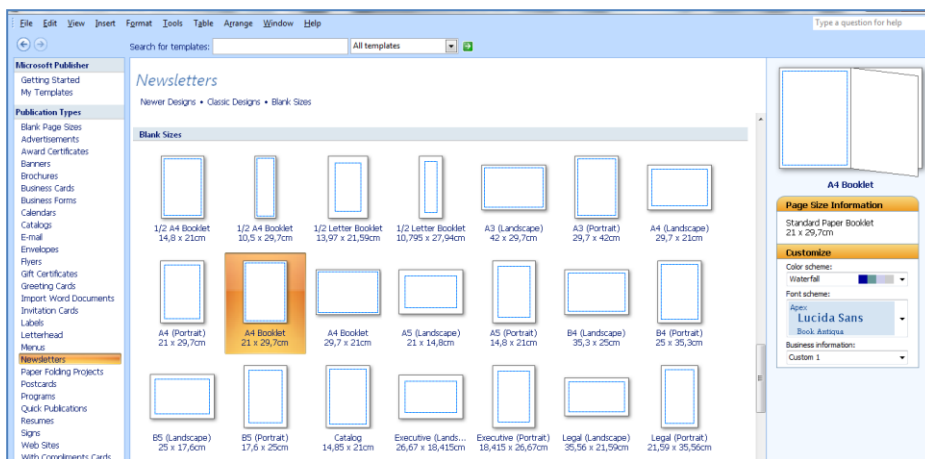 File Edit View Insert Format Tools Table Arrange Window Help
Type a question for help
Search for templates:
All templates
Microsoft Publisher
Getting Started
My Templates
Publication Types
Blank Page Sizes
Advertisements
Award Certificates
Banners
Brochures
Business Cards
Business Forms
Calendars
Catalogs
E-mail
Envelopes
Flyers
Gift Certificates
Greeting Cards
Import Word Documents
Invitation Cards
Labels
Letterhead
Menus
Newsletters
Paper Folding Projects
Postcards
Programs
Quick Publications
Resumes
Signs
Web Sites
With Compliments Cards
Newsletters
Newer Designs • Classic Designs • Blank Sizes
Blank Sizes
1/2 A4 Booklet
14,8 x 21cm
1/2 A4 Booklet
10,5 x 29,7cm
1/2 Letter Booklet
13,97 x 21,59cm
1/2 Letter Booklet
10,795 x 27,94cm
A3 (Landscape)
42 x 29,7cm
A3 (Portrait)
29,7 x 42cm
A4 (Landscape)
29,7 x 21cm
A4 (Portrait)
21 x 29,7cm
A4 Booklet
21 x 29,7cm
A4 Booklet
29,7 x 21cm
A5 (Landscape)
21 x 14,8cm
A5 (Portrait)
14,8 x 21cm
B4 (Landscape)
35,3 x 25cm
B4 (Portrait)
25 x 35,3cm
B5 (Landscape)
25 x 17,6cm
B5 (Portrait)
17,6 x 25cm
Catalog
14,85 x 21cm
Executive (Lands...
26,67 x 18,415cm
Executive (Portrait)
18,415 x 26,67cm
Legal (Landscape)
35,56 x 21,59cm
Legal (Portrait)
21,59 x 35,56cm
A4 Booklet
Page Size Information
Standard Paper Booklet
21 x 29,7cm
Customize
Color scheme:
Waterfall
Font scheme:
Apex
Lucida Sans
Book Antiqua
Business information:
Custom 1